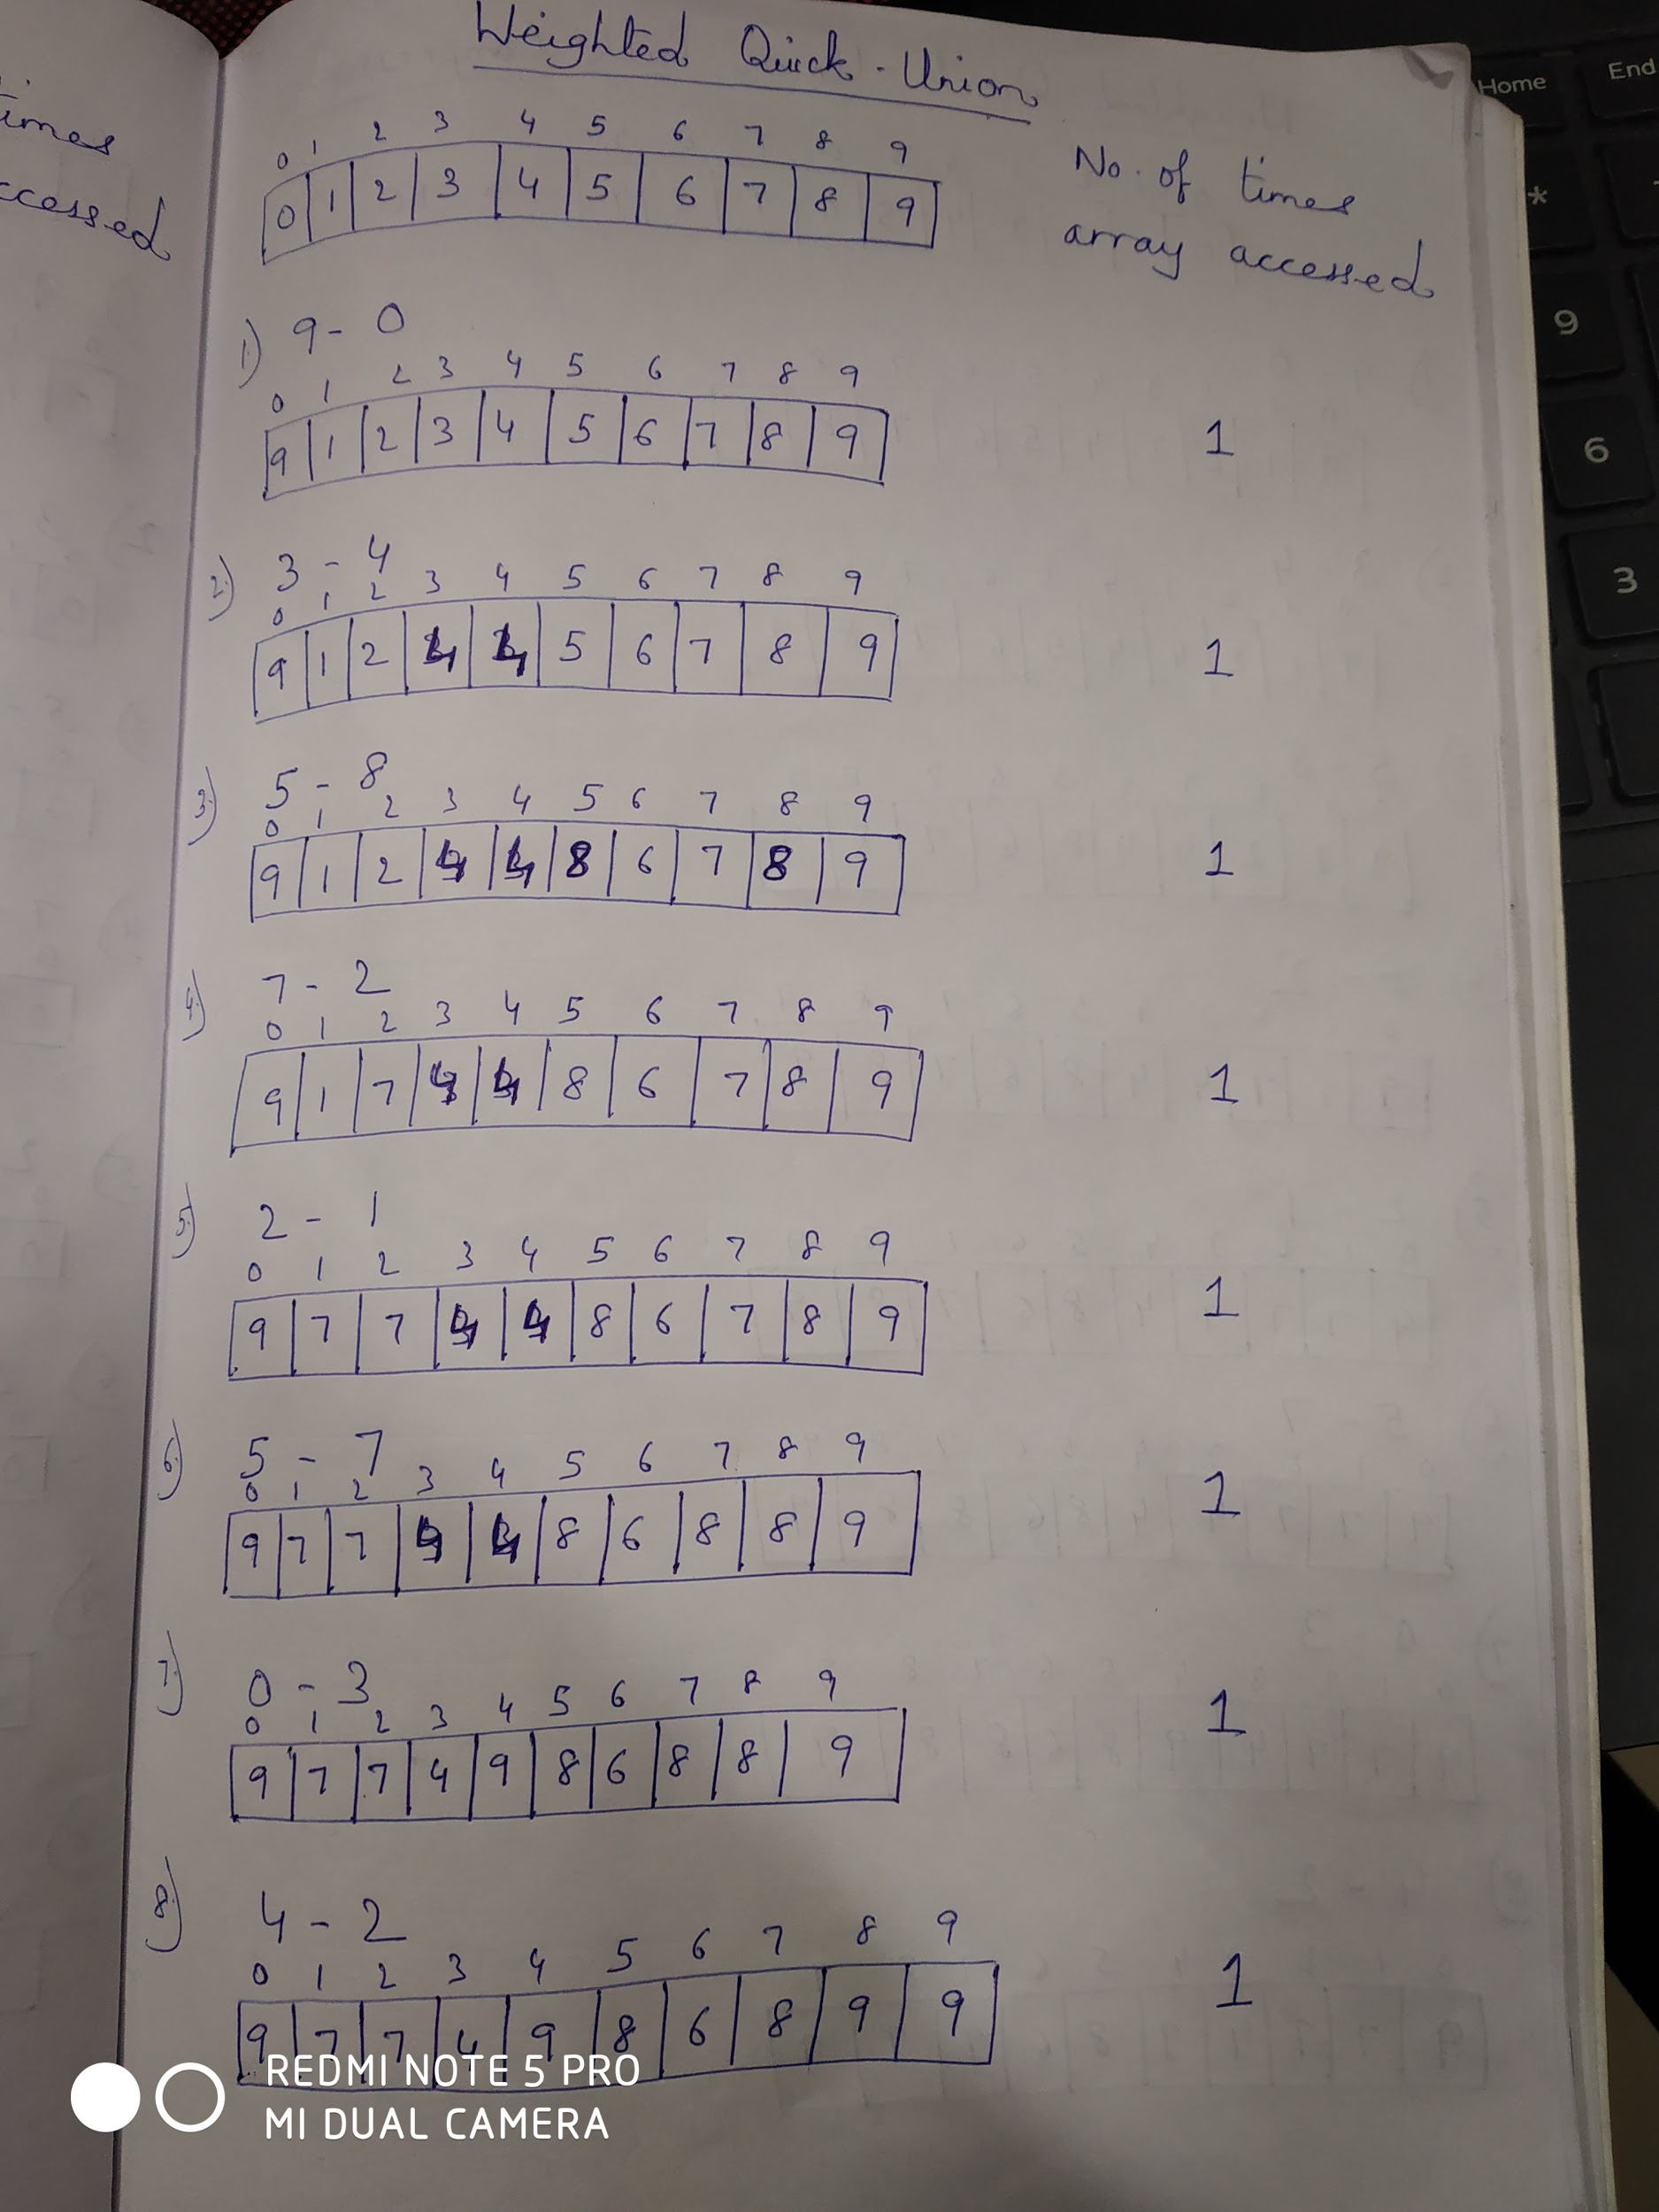 times
accessed
Weighted Quick-Union
No. of times
array accessed
0 1 2 3 4 5 6 7 8 9
0 1 2 3 4 5 6 7 8 9
1) 9 - 0
0 1 2 3 4 5 6 7 8 9
9 1 2 3 4 5 6 7 8 9 1
2) 3 - 4
0 1 2 3 4 5 6 7 8 9
9 1 2 4 4 5 6 7 8 9 1
3) 5 - 8
0 1 2 3 4 5 6 7 8 9
9 1 2 4 4 8 6 7 8 9 1
4) 7 - 2
0 1 2 3 4 5 6 7 8 9
9 1 7 4 4 8 6 7 8 9 1
5) 2 - 1
0 1 2 3 4 5 6 7 8 9
9 7 7 4 4 8 6 7 8 9 1
6) 5 - 7
0 1 2 3 4 5 6 7 8 9
9 7 7 4 4 8 6 8 8 9 1
7) 0 - 3
0 1 2 3 4 5 6 7 8 9
9 7 7 4 9 8 6 8 8 9 1
8) 4 - 2
0 1 2 3 4 5 6 7 8 9
9 7 7 4 9 8 6 8 9 9 1
Home End
*
9
6
3
REDMI NOTE 5 PRO
MI DUAL CAMERA